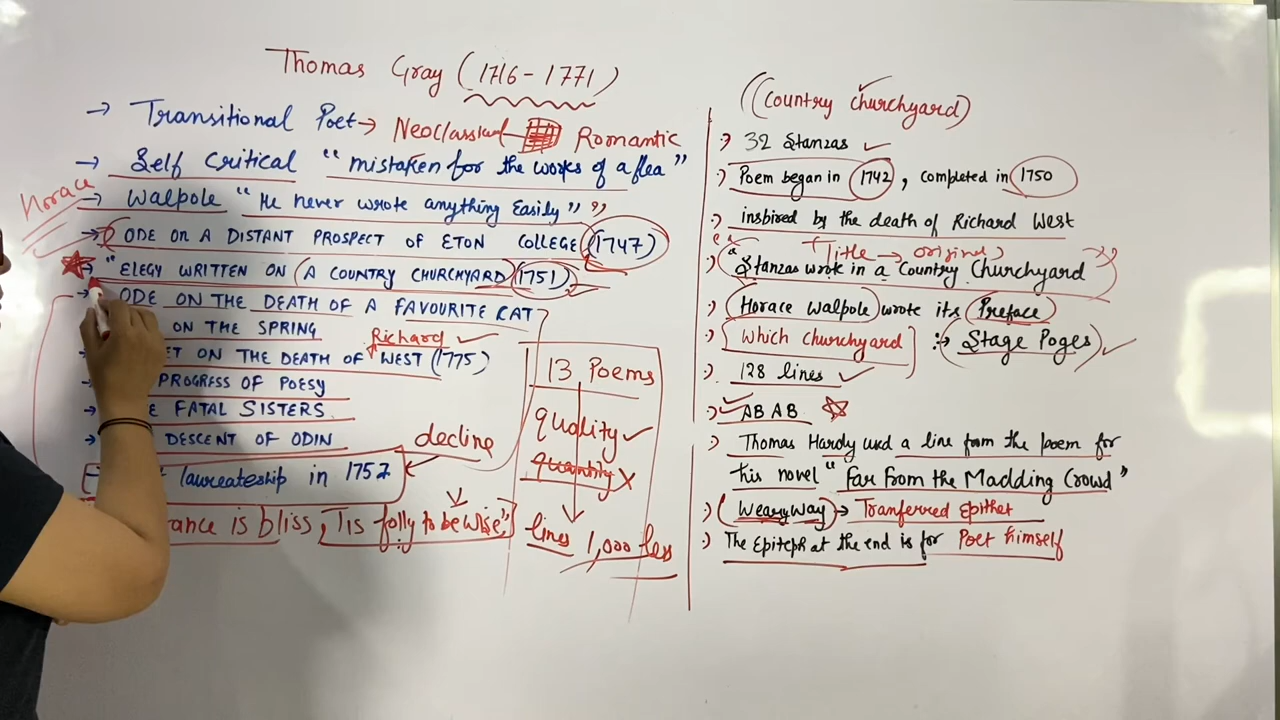 Thomas Gray (1716 - 1771)
→ Transitional Poet → Neoclassical — Romantic
→ Self Critical "mistaken for the works of a flea"
Horace
→ Walpole "He never wrote anything Easily""
→ ODE ON A DISTANT PROSPECT OF ETON COLLEGE (1747)
→ "ELEGY WRITTEN ON (A COUNTRY CHURCHYARD) (1751)
→ ODE ON THE DEATH OF A FAVOURITE CAT
ON THE SPRING
Richard
ON THE DEATH OF WEST (1775)
PROGRESS OF POESY
FATAL SISTERS
DESCENT OF ODIN
decline
laureateship in 1757
is bliss, Tis folly to be wise,"
13 Poems
quality ✓
quantity X
lines 1,000 less
((Country Churchyard)
:) 32 Stanzas ✓
:) Poem began in 1742, completed in 1750
:) inspired by the death of Richard West
(Title → original)
:) "a Stanzas wrok in a Country Churchyard"
:) (Horace Walpole) wrote its (Preface)
:) [which churchyard] :→ Stage Poges) ✓
:) 128 lines ✓
:) ABAB
:) Thomas Hardy used a line from the poem for
his novel "Far from the Madding Crowd"
:) (Weary Way) → Tranferred Epithet
:) The Epiteph at the end is for Poet himself